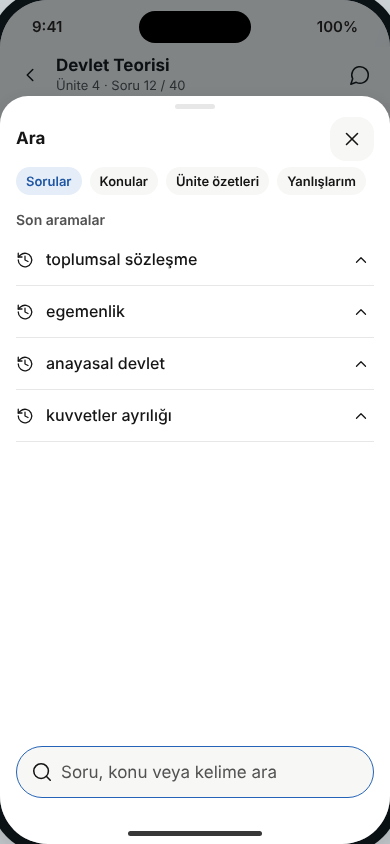 9:41 100%
Devlet Teorisi
Ünite 4 · Soru 12 / 40
Ara
Sorular Konular Ünite özetleri Yanlışlarım
Son aramalar
toplumsal sözleşme
egemenlik
anayasal devlet
kuvvetler ayrılığı
Soru, konu veya kelime ara